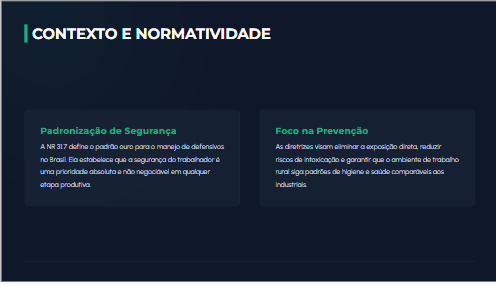 CONTEXTO E NORMATIVIDADE
Padronização de Segurança
A NR 31.7 define o padrão ouro para o manejo de defensivos
no Brasil. Ela estabelece que a segurança do trabalhador é
uma prioridade absoluta e não negociável em qualquer
etapa produtiva.
Foco na Prevenção
As diretrizes visam eliminar a exposição direta, reduzir
riscos de intoxicação e garantir que o ambiente de trabalho
rural siga padrões de higiene e saúde comparáveis aos
industriais.